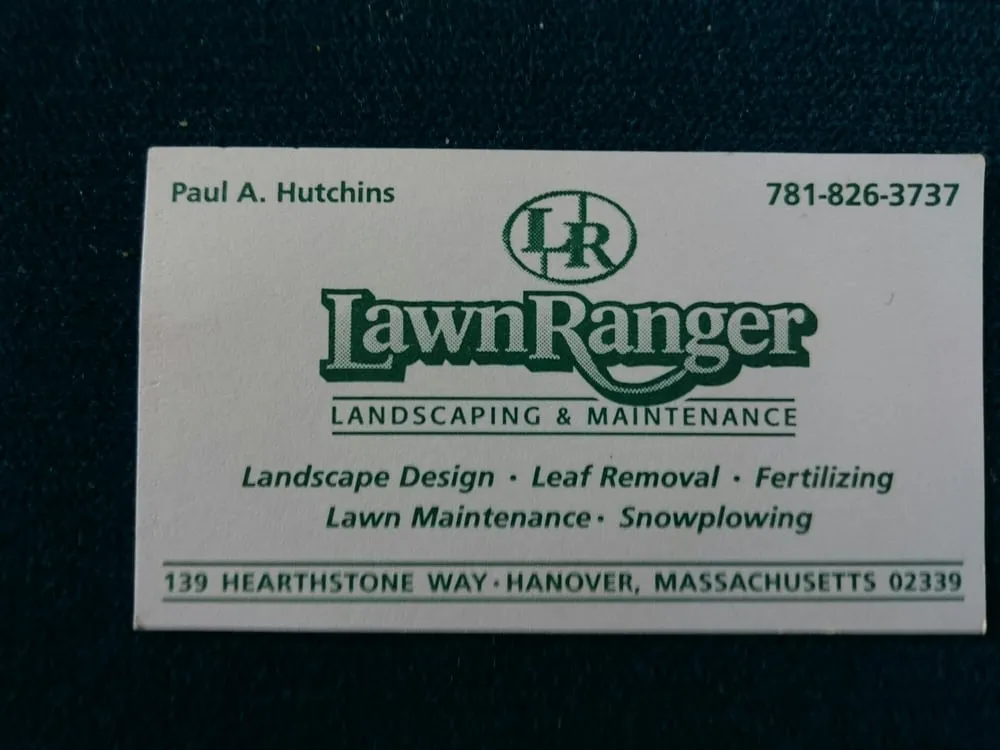 Paul A. Hutchins
781-826-3737
LR
LawnRanger
LANDSCAPING & MAINTENANCE
Landscape Design · Leaf Removal · Fertilizing
Lawn Maintenance · Snowplowing
139 HEARTHSTONE WAY · HANOVER, MASSACHUSETTS 02339